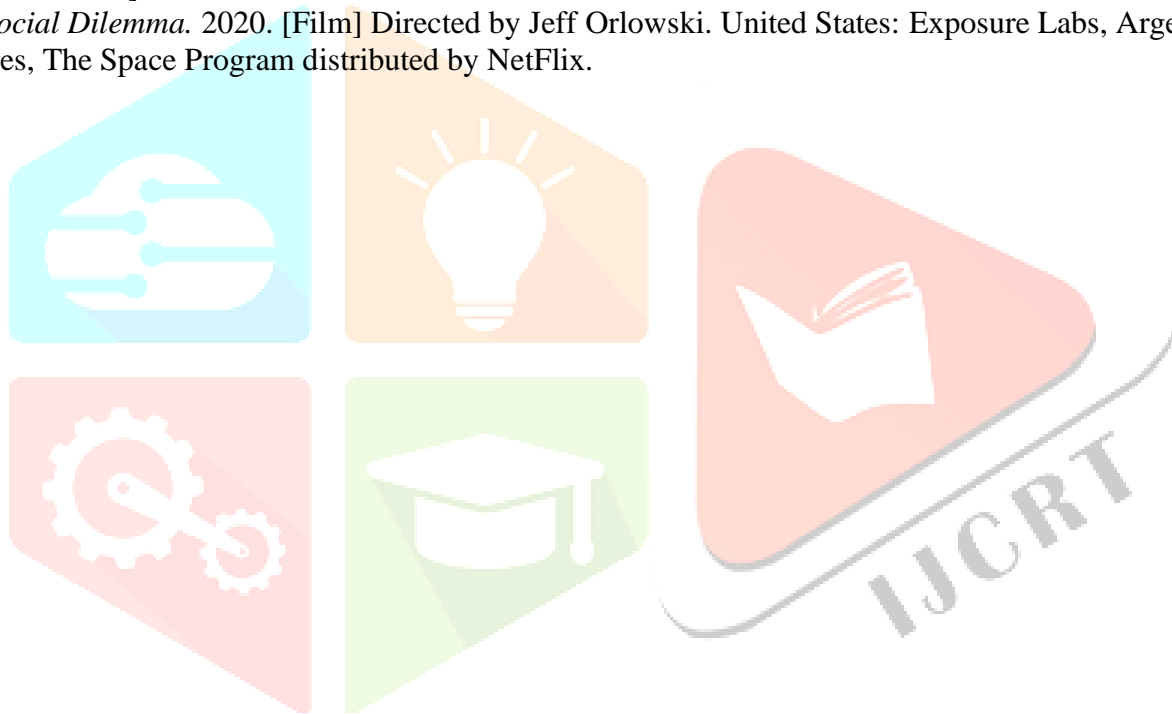 ocial Dilemma. 2020. [Film] Directed by Jeff Orlowski. United States: Exposure Labs, Arge
es, The Space Program distributed by NetFlix.
IJCRT